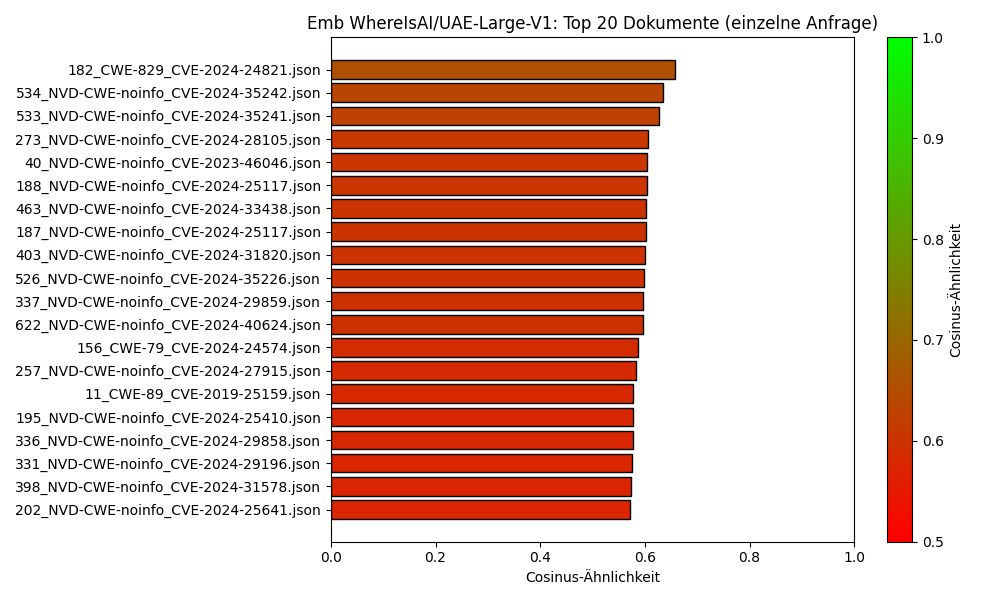 Emb WhereIsAI/UAE-Large-V1: Top 20 Dokumente (einzelne Anfrage)
182_CWE-829_CVE-2024-24821.json
534_NVD-CWE-noinfo_CVE-2024-35242.json
533_NVD-CWE-noinfo_CVE-2024-35241.json
273_NVD-CWE-noinfo_CVE-2024-28105.json
40_NVD-CWE-noinfo_CVE-2023-46046.json
188_NVD-CWE-noinfo_CVE-2024-25117.json
463_NVD-CWE-noinfo_CVE-2024-33438.json
187_NVD-CWE-noinfo_CVE-2024-25117.json
403_NVD-CWE-noinfo_CVE-2024-31820.json
526_NVD-CWE-noinfo_CVE-2024-35226.json
337_NVD-CWE-noinfo_CVE-2024-29859.json
622_NVD-CWE-noinfo_CVE-2024-40624.json
156_CWE-79_CVE-2024-24574.json
257_NVD-CWE-noinfo_CVE-2024-27915.json
11_CWE-89_CVE-2019-25159.json
195_NVD-CWE-noinfo_CVE-2024-25410.json
336_NVD-CWE-noinfo_CVE-2024-29858.json
331_NVD-CWE-noinfo_CVE-2024-29196.json
398_NVD-CWE-noinfo_CVE-2024-31578.json
202_NVD-CWE-noinfo_CVE-2024-25641.json
0.0 0.2 0.4 0.6 0.8 1.0
Cosinus-Ähnlichkeit
1.0
0.9
0.8
0.7
0.6
0.5
Cosinus-Ähnlichkeit